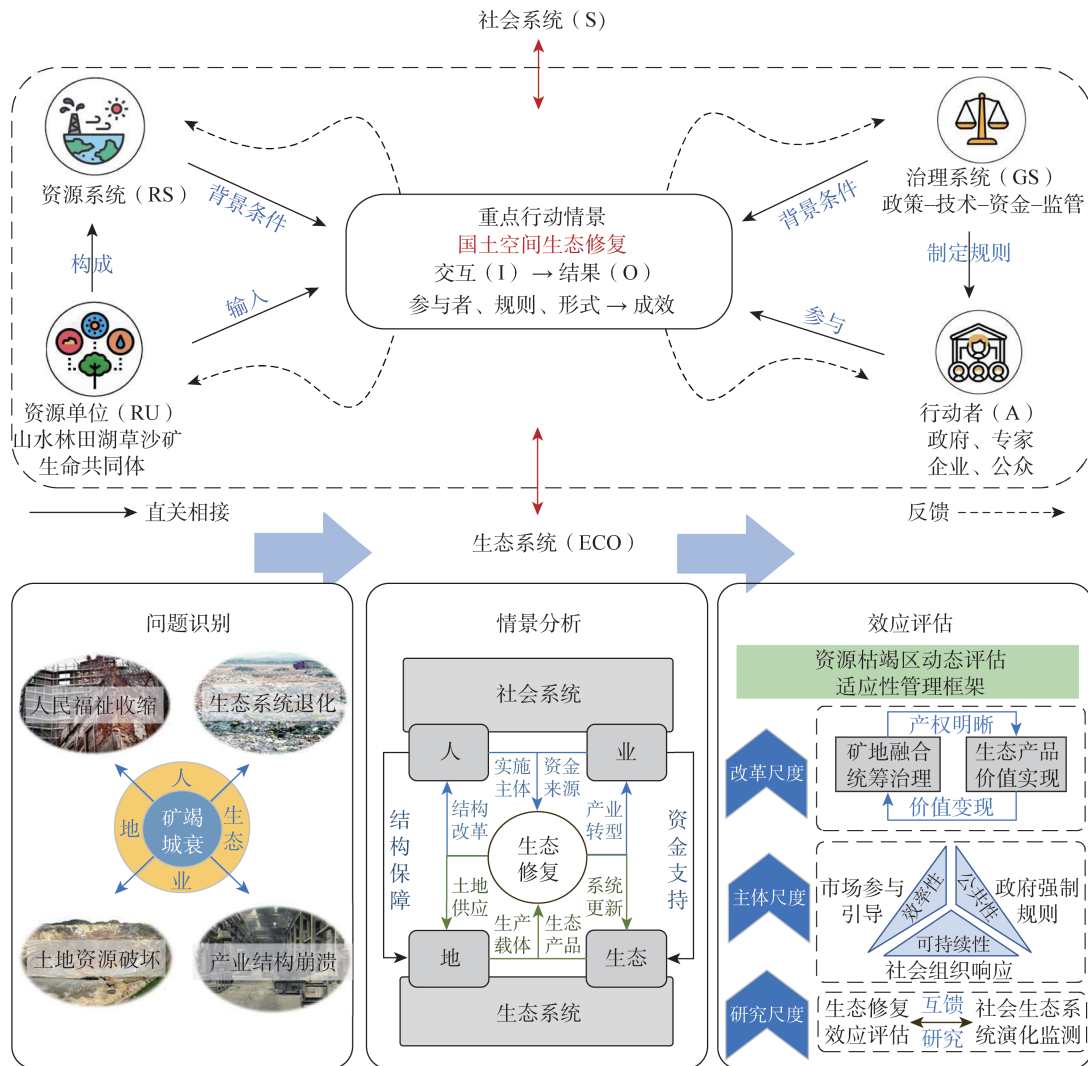 社会系统（S）
资源系统（RS）
背景条件
构成
输入
资源单位（RU）
山水林田湖草沙矿
生命共同体
重点行动情景
国土空间生态修复
交互（I）→结果（O）
参与者、规则、形式→成效
治理系统（GS）
政策–技术–资金–监管
背景条件
制定规则
参与
行动者（A）
政府、专家
企业、公众
直关相接
反馈
生态系统（ECO）
问题识别
人民福祉收缩
生态系统退化
人
地
生态
业
矿竭
城衰
土地资源破坏
产业结构崩溃
情景分析
社会系统
人
业
实施
主体
资金
来源
结构
改革
产业
转型
结构保障
资金支持
生态
修复
土地
供应
系统
更新
生产
载体
生态
产品
地
生态
生态系统
效应评估
资源枯竭区动态评估
适应性管理框架
改革尺度
产权明晰
矿地融合
统筹治理
生态产品
价值实现
价值变现
主体尺度
市场参与
引导
效率性
公共性
政府强制
规则
可持续性
社会组织响应
研究尺度
生态修复
效应评估
互馈
研究
社会生态系
统演化监测